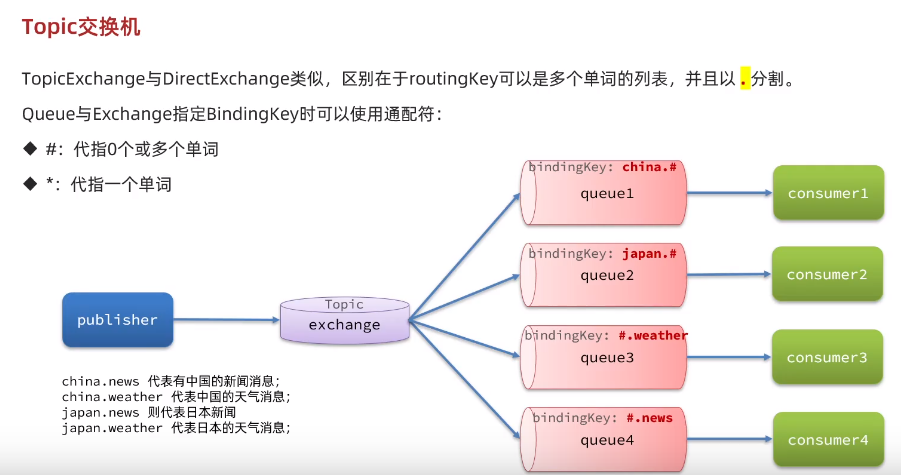 Topic交换机
TopicExchange与DirectExchange类似，区别在于routingKey可以是多个单词的列表，并且以 . 分割。
Queue与Exchange指定BindingKey时可以使用通配符：
◆ #：代指0个或多个单词
◆ *：代指一个单词
bindingKey: china.#
queue1
consumer1
bindingKey: japan.#
queue2
consumer2
publisher
Topic
exchange
bindingKey: #.weather
queue3
consumer3
china.news 代表有中国的新闻消息；
china.weather 代表中国的天气消息；
japan.news 则代表日本新闻
japan.weather 代表日本的天气消息；
bindingKey: #.news
queue4
consumer4